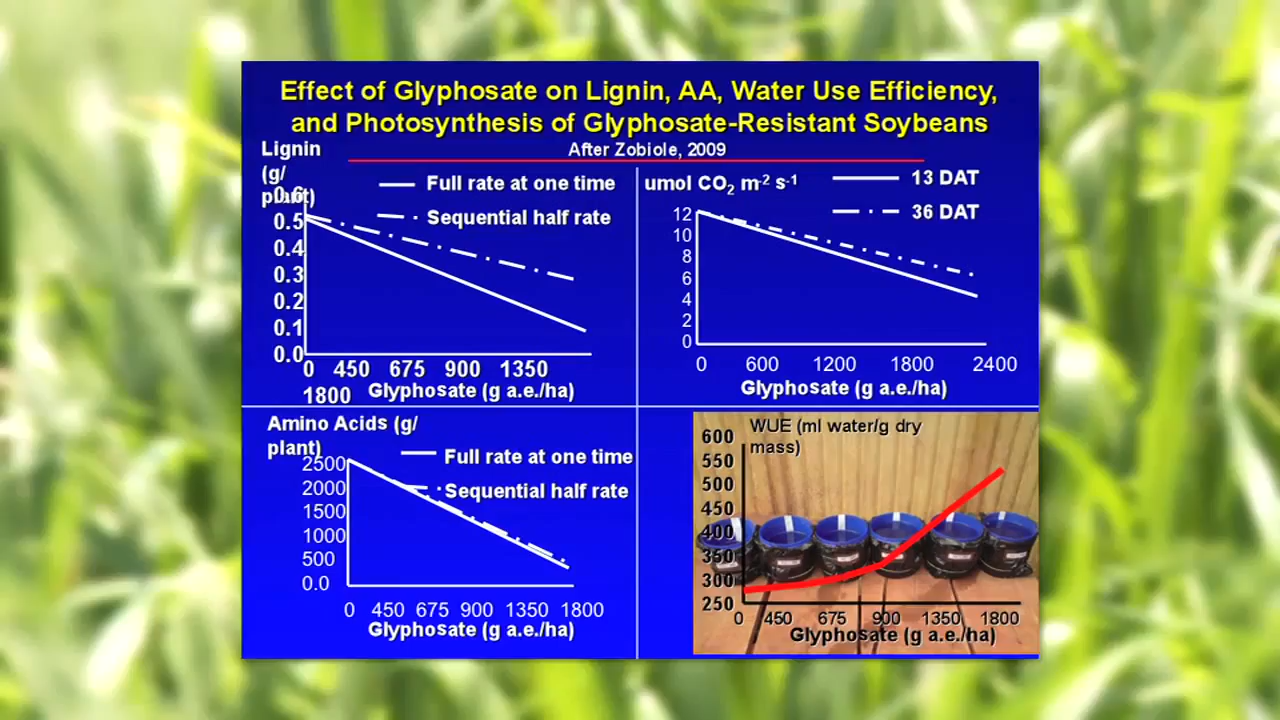 Effect of Glyphosate on Lignin, AA, Water Use Efficiency,
and Photosynthesis of Glyphosate-Resistant Soybeans
After Zobiole, 2009
Lignin
(g/
plant)
0.6
0.5
0.4
0.3
0.2
0.1
0.0
Full rate at one time
Sequential half rate
0 450 675 900 1350
1800
Glyphosate (g a.e./ha)
umol CO₂ m⁻² s⁻¹
13 DAT
36 DAT
12
10
8
6
4
2
0
0 600 1200 1800 2400
Glyphosate (g a.e./ha)
Amino Acids (g/
plant)
2500
2000
1500
1000
500
0.0
Full rate at one time
Sequential half rate
0 450 675 900 1350 1800
Glyphosate (g a.e./ha)
WUE (ml water/g dry
mass)
600
550
500
450
400
350
300
250
0 450 675 900 1350 1800
Glyphosate (g a.e./ha)